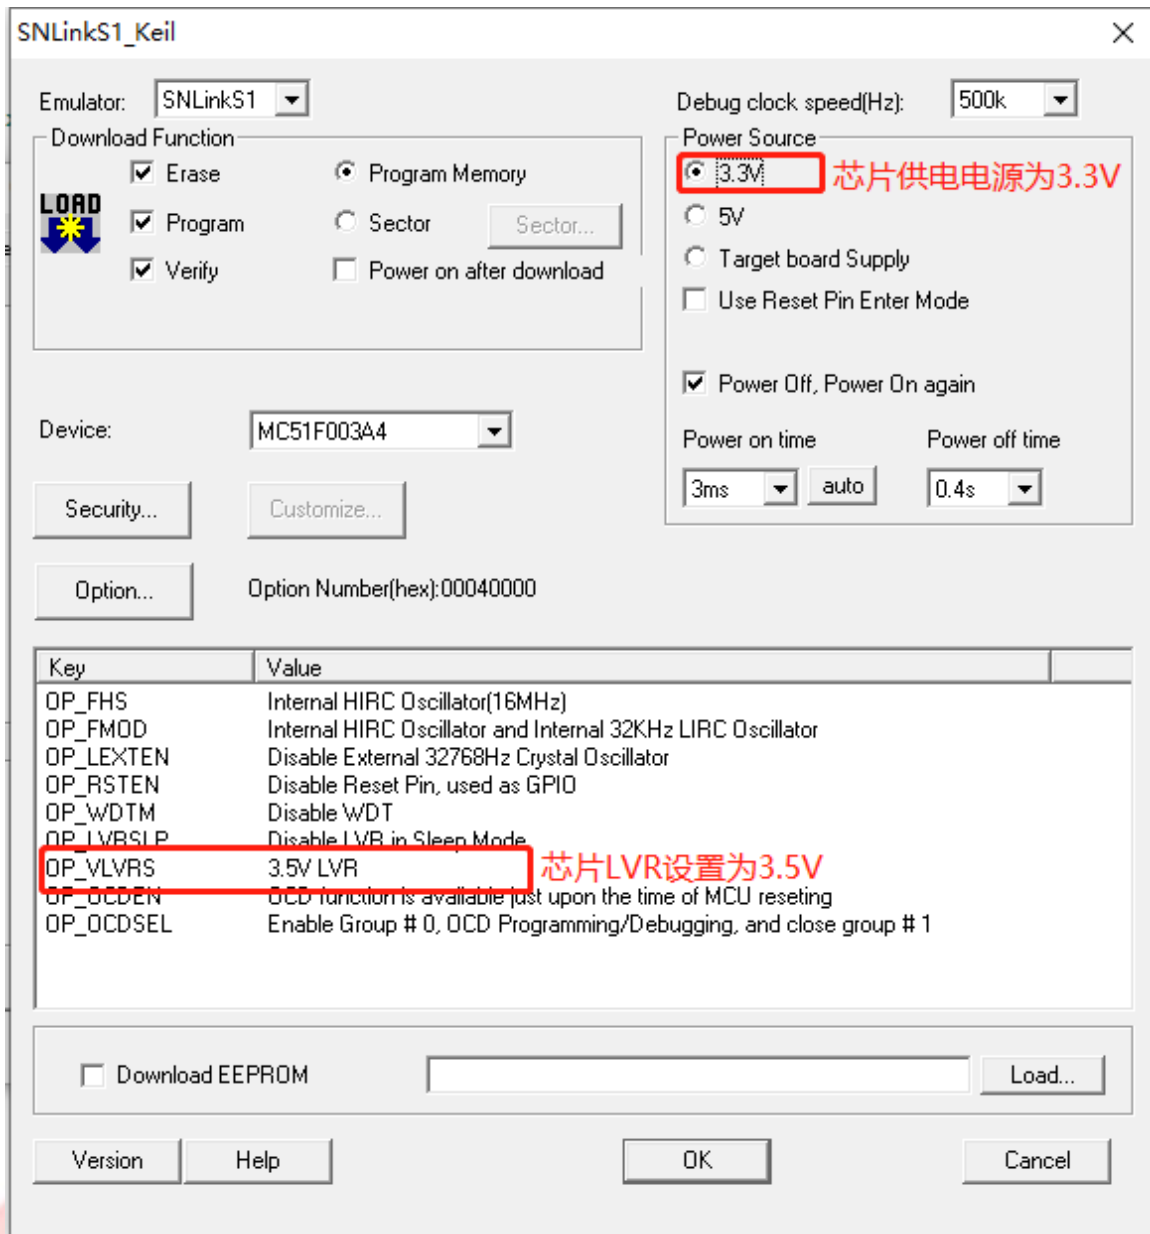 SNLinkS1_Keil
Emulator: SNLinkS1
Debug clock speed(Hz): 500k
Download Function
Erase
Program Memory
LOAD
Program
Sector
Sector...
Verify
Power on after download
Power Source
3.3V 芯片供电电源为3.3V
5V
Target board Supply
Use Reset Pin Enter Mode
Power Off, Power On again
Power on time
Power off time
3ms
auto
0.4s
Device: MC51F003A4
Security...
Customize...
Option...
Option Number(hex):00040000
Key Value
OP_FHS Internal HIRC Oscillator(16MHz)
OP_FMOD Internal HIRC Oscillator and Internal 32KHz LIRC Oscillator
OP_LEXTEN Disable External 32768Hz Crystal Oscillator
OP_RSTEN Disable Reset Pin, used as GPIO
OP_WDTM Disable WDT
OP_LVRSLP Disable LVR in Sleep Mode
OP_VLVRS 3.5V LVR 芯片LVR设置为3.5V
OP_OCDEN OCD function is available just upon the time of MCU reseting
OP_OCDSEL Enable Group # 0, OCD Programming/Debugging, and close group # 1
Download EEPROM
Load...
Version
Help
OK
Cancel